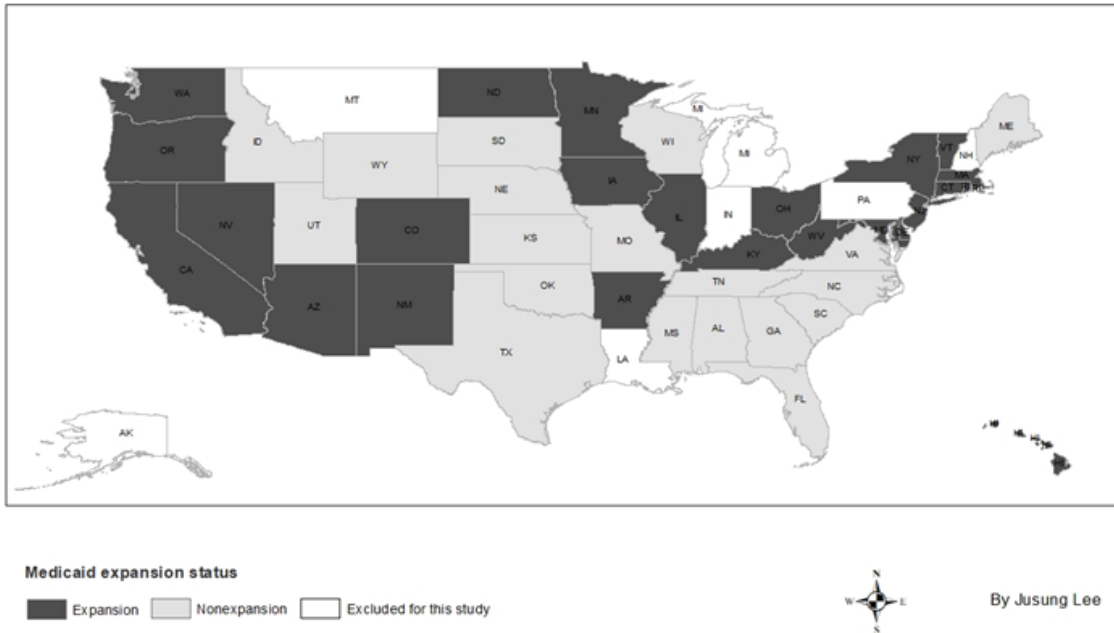 WA
MT
ND
MN
MI
ME
OR
ID
SD
WI
MI
NY
VT
NH
WY
MA
CT
RI
IA
NE
PA
NV
UT
CO
IL
IN
OH
NJ
CA
KS
MO
WV
KY
VA
AZ
NM
OK
AR
TN
NC
SC
TX
LA
MS
AL
GA
FL
AK
HI
Medicaid expansion status
Expansion
Nonexpansion
Excluded for this study
N
W
E
S
By Jusung Lee